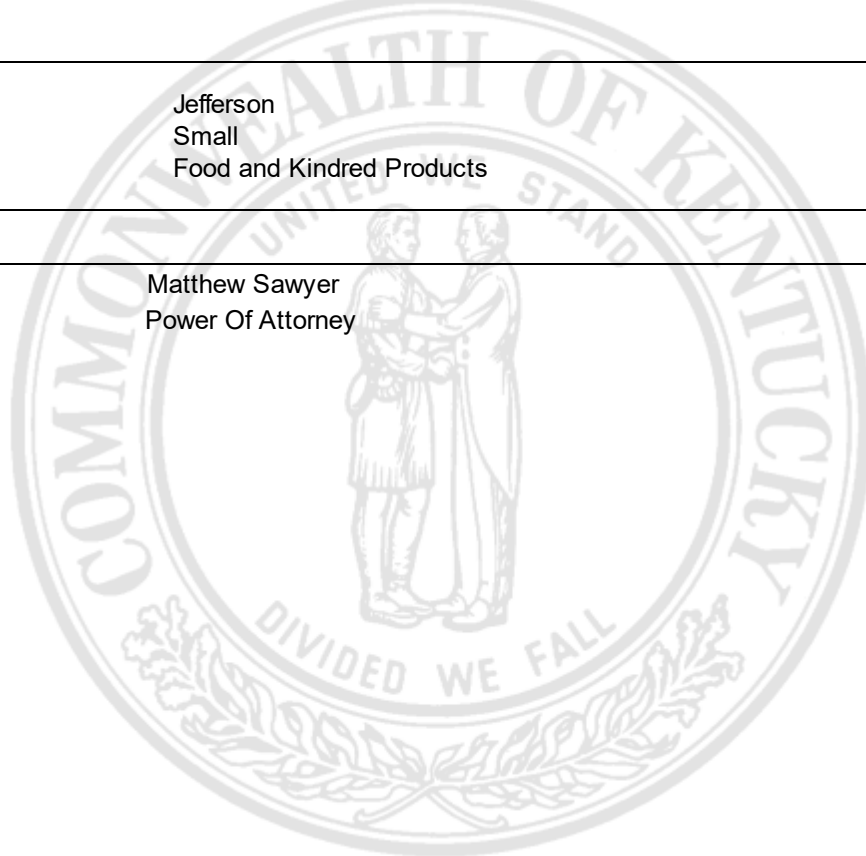 COMMONWEALTH OF KENTUCKY
UNITED WE STAND
Jefferson
Small
Food and Kindred Products
Matthew Sawyer
Power Of Attorney
DIVIDED WE FALL